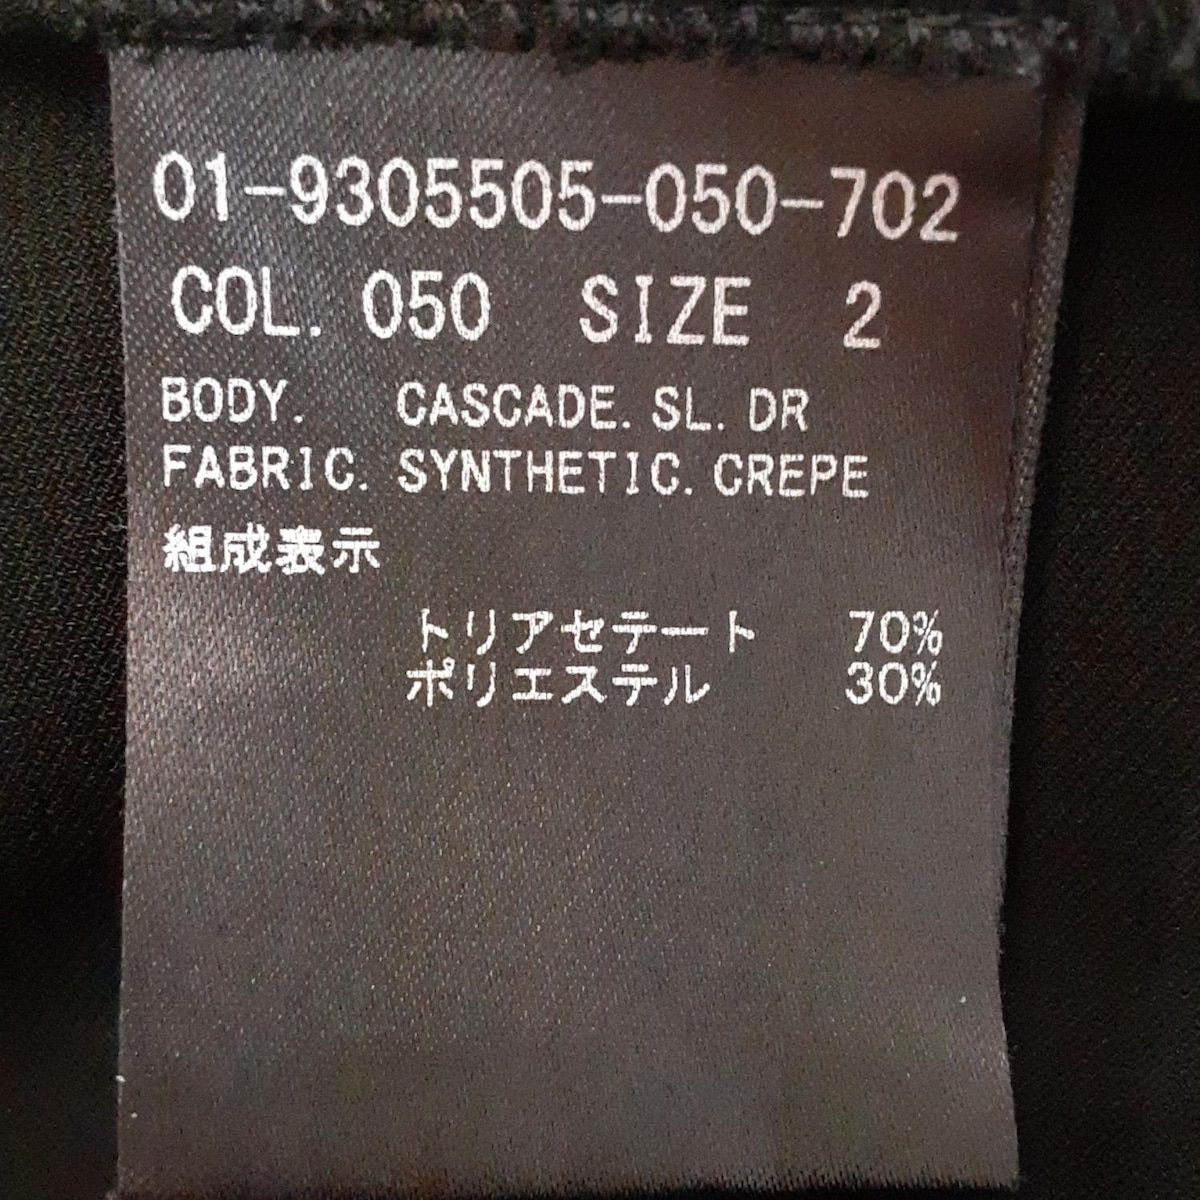 01-9305505-050-702
COL. 050 SIZE 2
BODY. CASCADE. SL. DR
FABRIC. SYNTHETIC. CREPE
組成表示
トリアセテート 70%
ポリエステル 30%